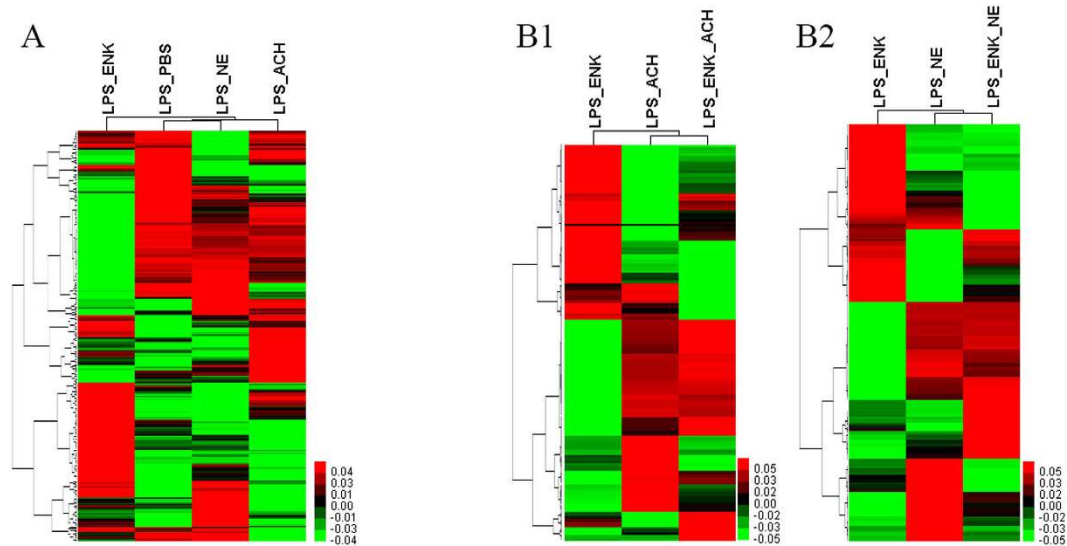 A
LPS_ENK
LPS_PBS
LPS_NE
LPS_ACH
0.04
0.03
0.01
0.00
-0.01
-0.03
-0.04
B1
LPS_ENK
LPS_ACH
LPS_ENK_ACH
0.05
0.03
0.02
0.00
-0.02
-0.03
-0.05
B2
LPS_ENK
LPS_NE
LPS_ENK_NE
0.05
0.03
0.02
0.00
-0.02
-0.03
-0.05